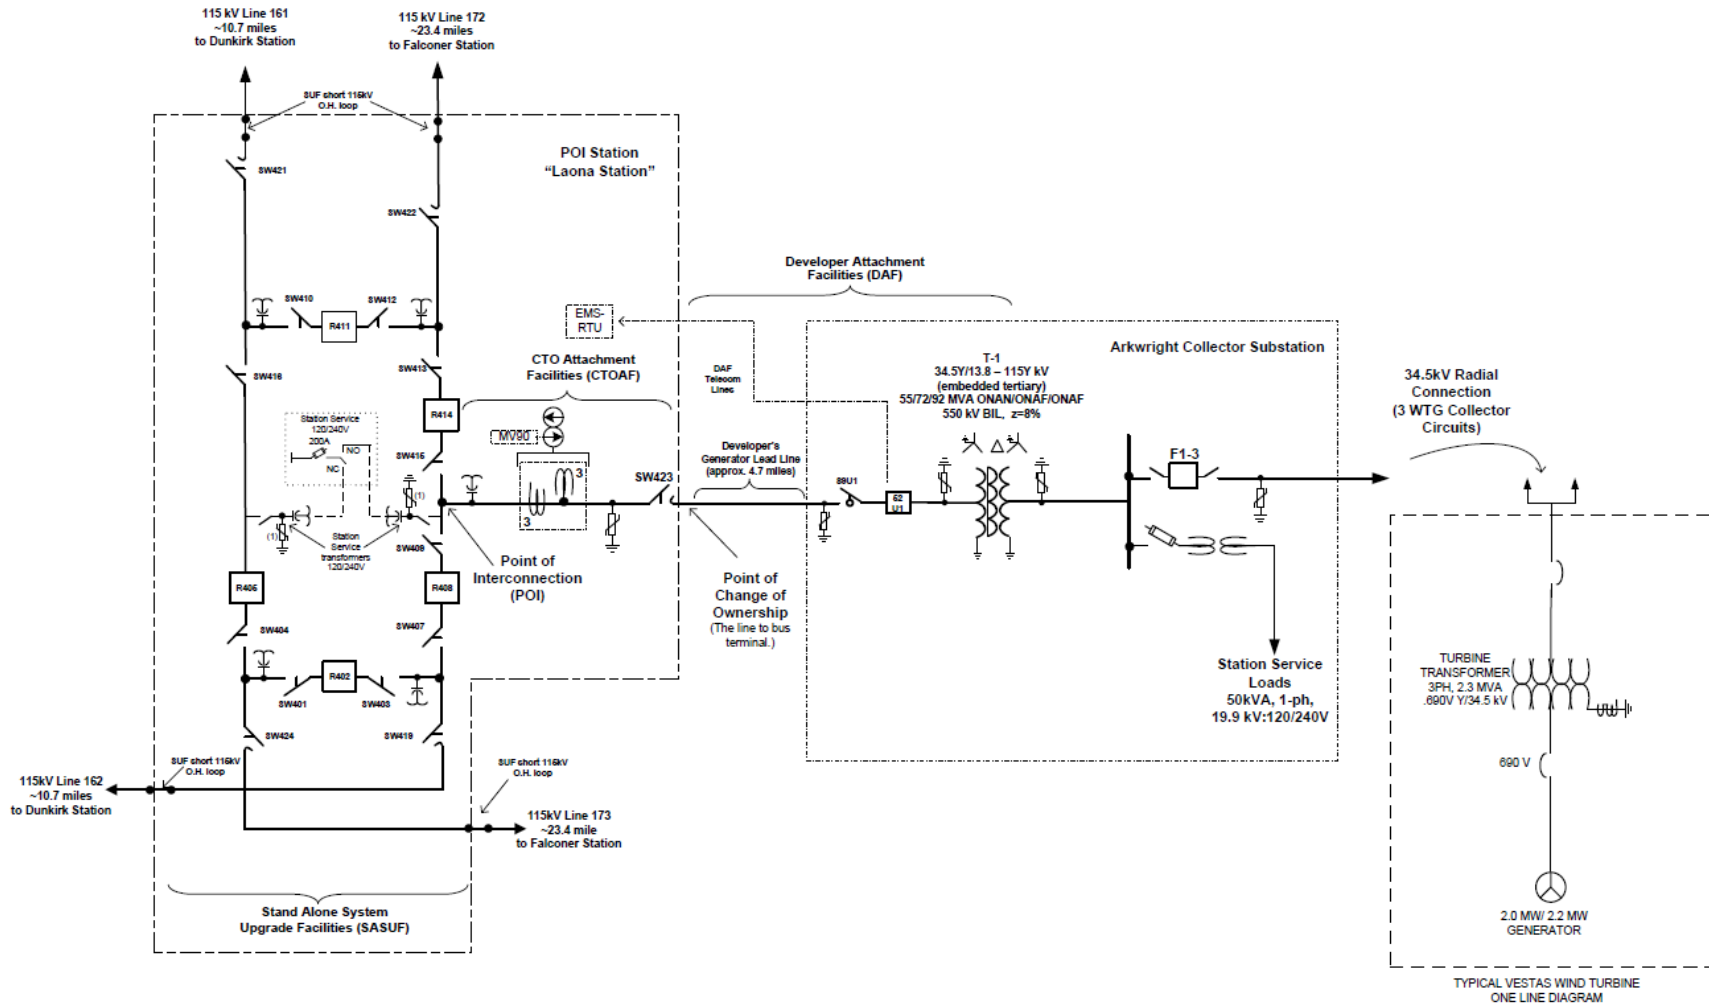 115 kV Line 161
~10.7 miles
to Dunkirk Station
115 kV Line 172
~23.4 miles
to Falconer Station
SUF short 115kV
O.H. loop
POI Station
“Laona Station”
SW421
SW422
SW410
SW412
R411
SW416
SW413
R414
SW415
EMS-
RTU
CTO Attachment
Facilities (CTOAF)
MV90
3
3
SW423
Station Service
120/240V
200A
NO
NC
(1)
(1)
Station
Service
transformers
120/240V
SW409
Point of
Interconnection
(POI)
R405
R408
SW404
SW407
R402
SW401
SW403
SW424
SW419
SUF short 115kV
O.H. loop
SUF short 115kV
O.H. loop
115kV Line 162
~10.7 miles
to Dunkirk Station
115kV Line 173
~23.4 mile
to Falconer Station
Stand Alone System
Upgrade Facilities (SASUF)
Developer Attachment
Facilities (DAF)
DAF
Telecom
Lines
Developer's
Generator Lead Line
(approx. 4.7 miles)
Point of
Change of
Ownership
(The line to bus
terminal.)
Arkwright Collector Substation
T-1
34.5Y/13.8 – 115Y kV
(embedded tertiary)
55/72/92 MVA ONAN/ONAF/ONAF
550 kV BIL, z=8%
89U1
52
U1
F1-3
Station Service
Loads
50kVA, 1-ph,
19.9 kV:120/240V
34.5kV Radial
Connection
(3 WTG Collector
Circuits)
TURBINE
TRANSFORMER
3PH, 2.3 MVA
.690V Y/34.5 kV
690 V
2.0 MW/ 2.2 MW
GENERATOR
TYPICAL VESTAS WIND TURBINE
ONE LINE DIAGRAM